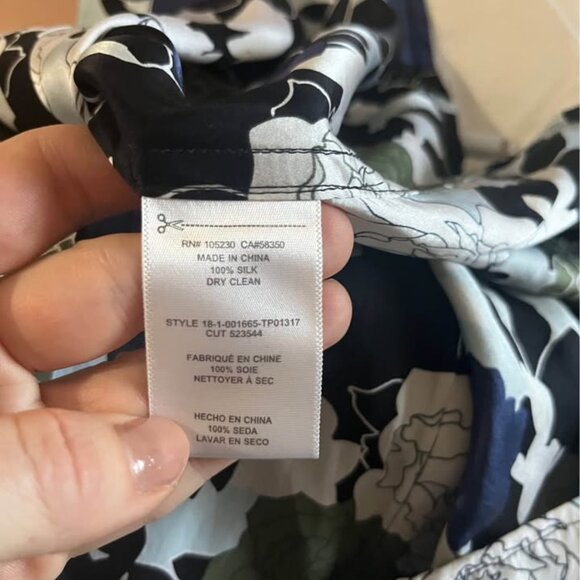 RN# 105230 CA#58350
MADE IN CHINA
100% SILK
DRY CLEAN
STYLE 18-1-001665-TP01317
CUT 523544
FABRIQUÉ EN CHINE
100% SOIE
NETTOYER À SEC
HECHO EN CHINA
100% SEDA
LAVAR EN SECO